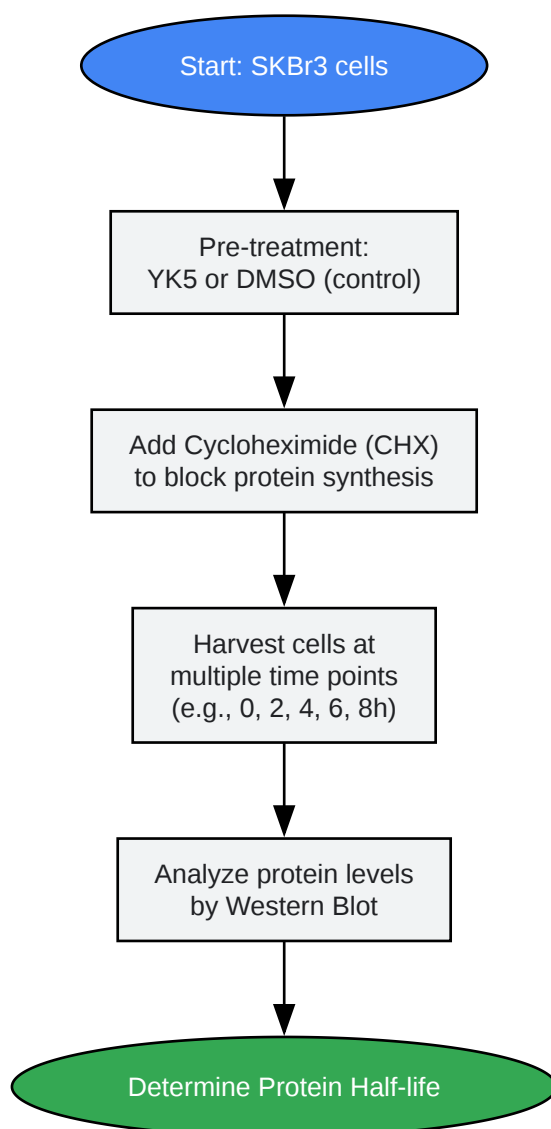 Start: SKBr3 cells
Pre-treatment:
YK5 or DMSO (control)
Add Cycloheximide (CHX)
to block protein synthesis
Harvest cells at
multiple time points
(e.g., 0, 2, 4, 6, 8h)
Analyze protein levels
by Western Blot
Determine Protein Half-life